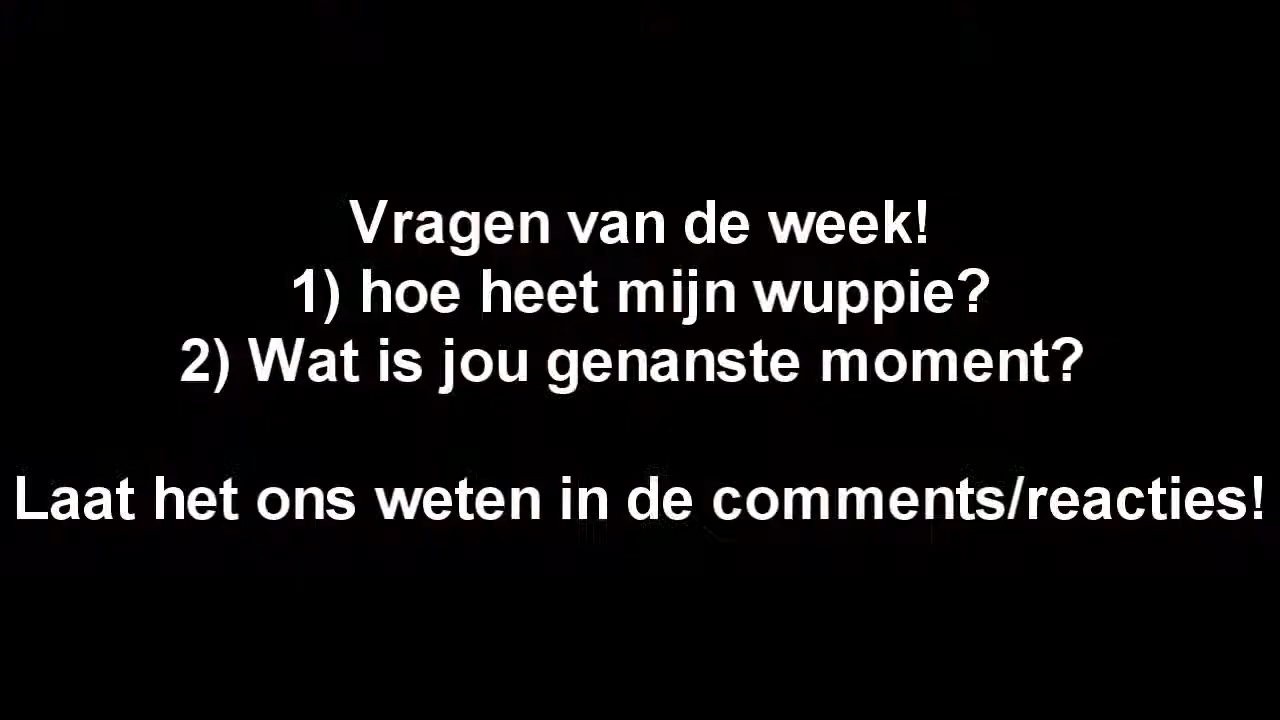 Vragen van de week!
1) hoe heet mijn wuppie?
2) Wat is jou genanste moment?
Laat het ons weten in de comments/reacties!